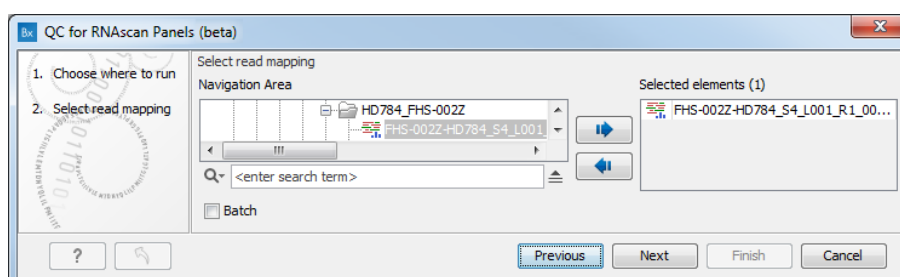 Bx QC for RNAscan Panels (beta)
1. Choose where to run
2. Select read mapping
Select read mapping
Navigation Area
HD784_FHS-002Z
FHS-002Z-HD784_S4_L001_
<enter search term>
Batch
Selected elements (1)
FHS-002Z-HD784_S4_L001_R1_00...
?
Previous
Next
Finish
Cancel